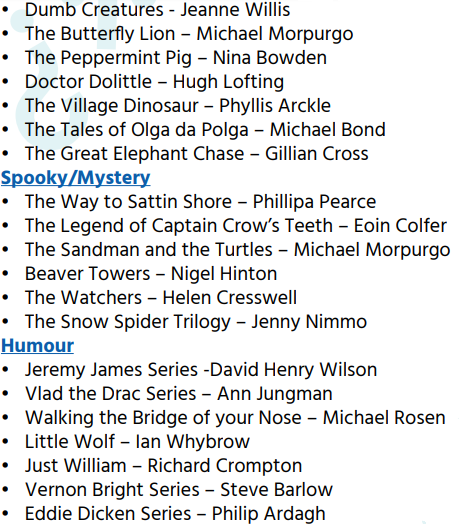 • Dumb Creatures - Jeanne Willis
• The Butterfly Lion – Michael Morpurgo
• The Peppermint Pig – Nina Bowden
• Doctor Dolittle – Hugh Lofting
• The Village Dinosaur – Phyllis Arckle
• The Tales of Olga da Polga – Michael Bond
• The Great Elephant Chase – Gillian Cross
Spooky/Mystery
• The Way to Sattin Shore – Phillipa Pearce
• The Legend of Captain Crow's Teeth – Eoin Colfer
• The Sandman and the Turtles – Michael Morpurgo
• Beaver Towers – Nigel Hinton
• The Watchers – Helen Cresswell
• The Snow Spider Trilogy – Jenny Nimmo
Humour
• Jeremy James Series -David Henry Wilson
• Vlad the Drac Series – Ann Jungman
• Walking the Bridge of your Nose – Michael Rosen
• Little Wolf – Ian Whybrow
• Just William – Richard Crompton
• Vernon Bright Series – Steve Barlow
• Eddie Dicken Series – Philip Ardagh